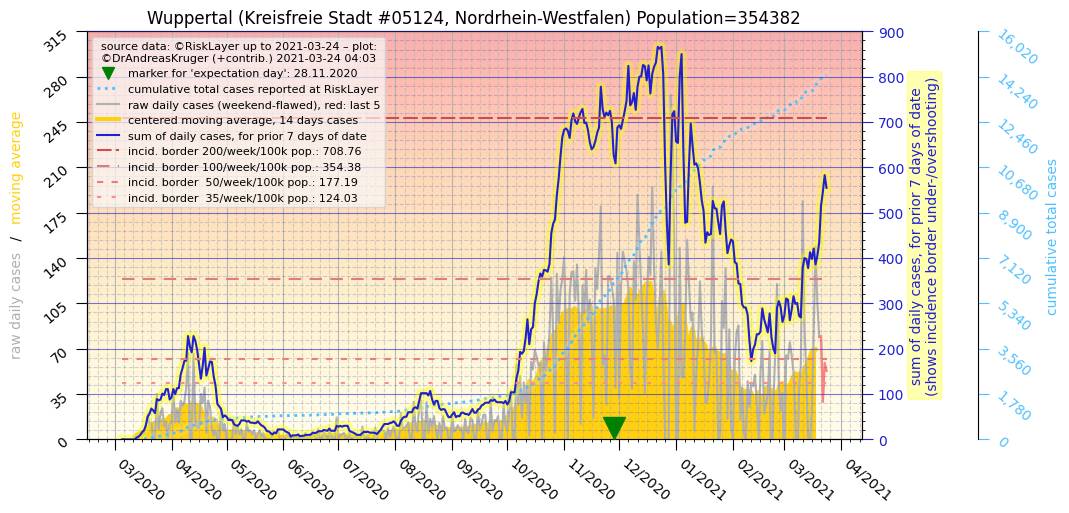 Wuppertal (Kreisfreie Stadt #05124, Nordrhein-Westfalen) Population=354382
source data: ©RiskLayer up to 2021-03-24 – plot:
©DrAndreasKruger (+contrib.) 2021-03-24 04:03
marker for 'expectation day': 28.11.2020
cumulative total cases reported at RiskLayer
raw daily cases (weekend-flawed), red: last 5
centered moving average, 14 days cases
sum of daily cases, for prior 7 days of date
incid. border 200/week/100k pop.: 708.76
incid. border 100/week/100k pop.: 354.38
incid. border  50/week/100k pop.: 177.19
incid. border  35/week/100k pop.: 124.03
raw daily cases / moving average
315
280
245
210
175
140
105
70
35
0
03/2020
04/2020
05/2020
06/2020
07/2020
08/2020
09/2020
10/2020
11/2020
12/2020
01/2021
02/2021
03/2021
04/2021
900
800
700
600
500
400
300
200
100
0
sum of daily cases, for prior 7 days of date
(shows incidence border under-/overshooting)
16,020
14,240
12,460
10,680
8,900
7,120
5,340
3,560
1,780
0
cumulative total cases